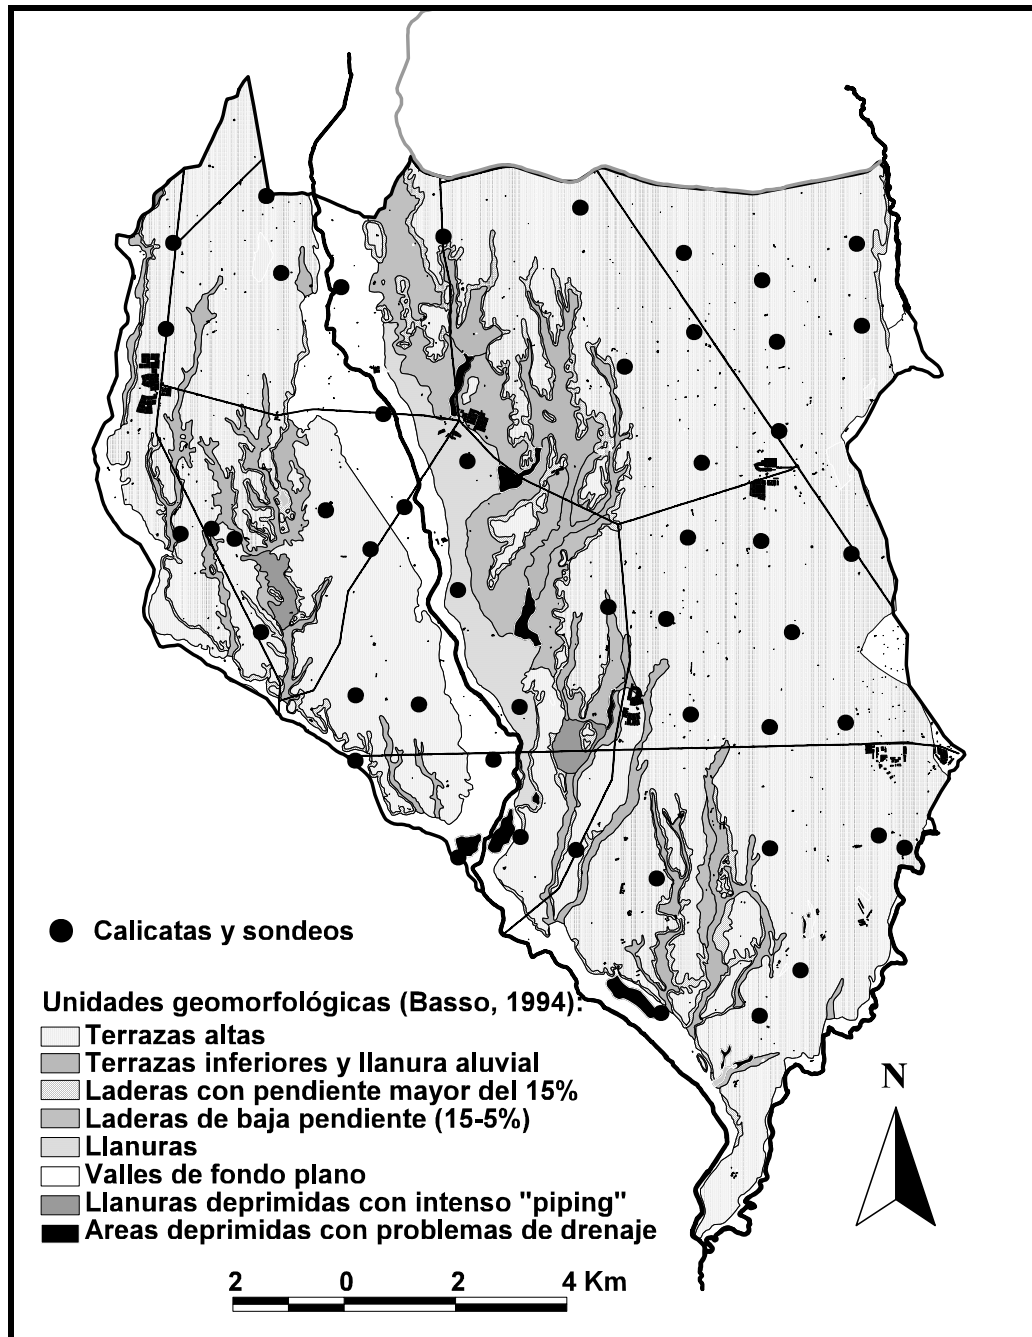 Calicatas y sondeos
Unidades geomorfológicas (Basso, 1994):
Terrazas altas
Terrazas inferiores y llanura aluvial
Laderas con pendiente mayor del 15%
Laderas de baja pendiente (15-5%)
Llanuras
Valles de fondo plano
Llanuras deprimidas con intenso "piping"
Areas deprimidas con problemas de drenaje
N
2 0 2 4 Km